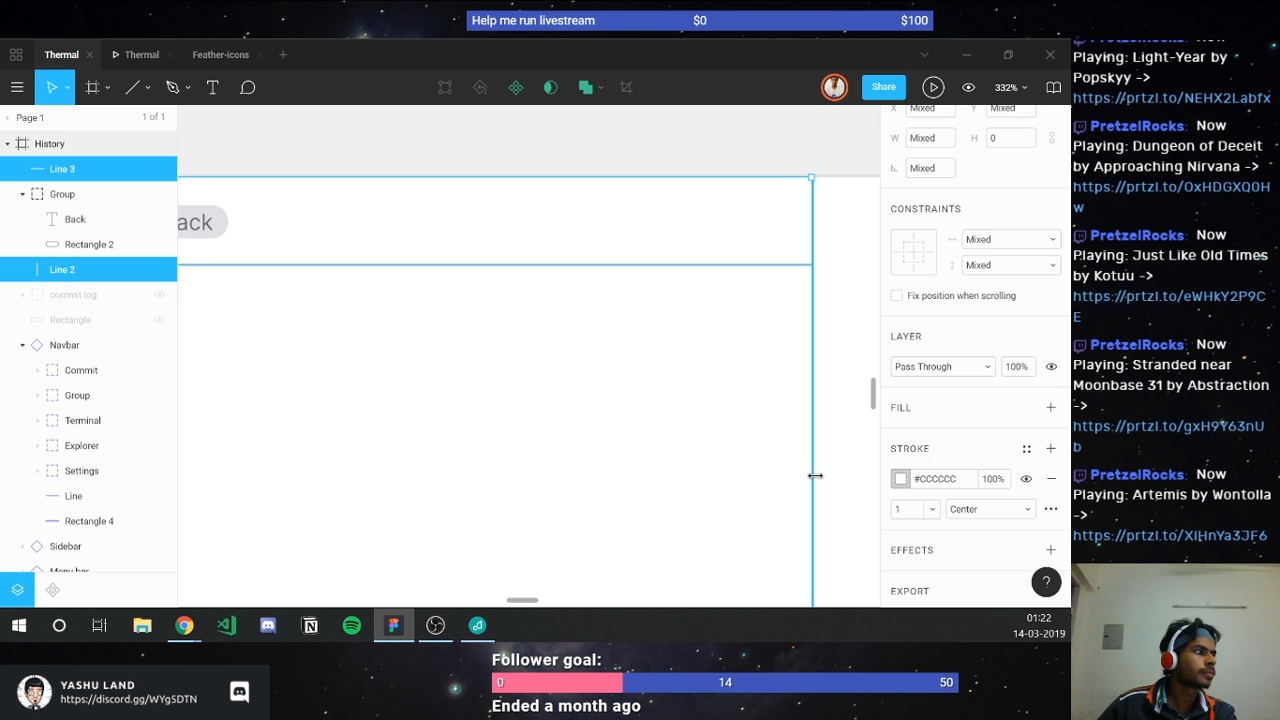 Help me run livestream $0 $100
Thermal
Thermal
Feather-icons
Share
332%
Page 1
1 of 1
History
Line 3
Group
Back
Rectangle 2
Line 2
commit log
Rectangle
Navbar
Commit
Group
Terminal
Explorer
Settings
Line
Rectangle 4
Sidebar
Menu bar
ack
X Mixed Y Mixed
W Mixed H 0
Mixed
CONSTRAINTS
Mixed
Mixed
Fix position when scrolling
LAYER
Pass Through 100%
FILL
STROKE
#CCCCCC 100%
1 Center
EFFECTS
EXPORT
?
01:22
14-03-2019
PretzelRocks: Now
Playing: Light-Year by
Popskyy ->
https://prtzl.to/NEHX2Labfx
PretzelRocks: Now
Playing: Dungeon of Deceit
by Approaching Nirvana ->
https://prtzl.to/OxHDGXQ0H
w
PretzelRocks: Now
Playing: Just Like Old Times
by Kotuu ->
https://prtzl.to/eWHkY2P9C
E
PretzelRocks: Now
Playing: Stranded near
Moonbase 31 by Abstraction
->
https://prtzl.to/gxH9Y63nU
b
PretzelRocks: Now
Playing: Artemis by Wontolla
->
https://prtzl.to/XlHnYa3JF6
YASHU LAND
https://discord.gg/WYg5DTN
Follower goal:
0 14 50
Ended a month ago